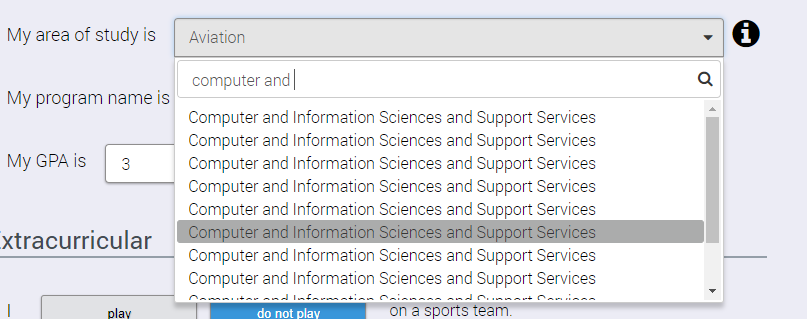 My area of study is Aviation
computer and
My program name is
Computer and Information Sciences and Support Services
Computer and Information Sciences and Support Services
Computer and Information Sciences and Support Services
My GPA is 3
Computer and Information Sciences and Support Services
Computer and Information Sciences and Support Services
xtracurricular
Computer and Information Sciences and Support Services
Computer and Information Sciences and Support Services
Computer and Information Sciences and Support Services
Computer and Information Sciences and Support Services
I play do not play on a sports team.